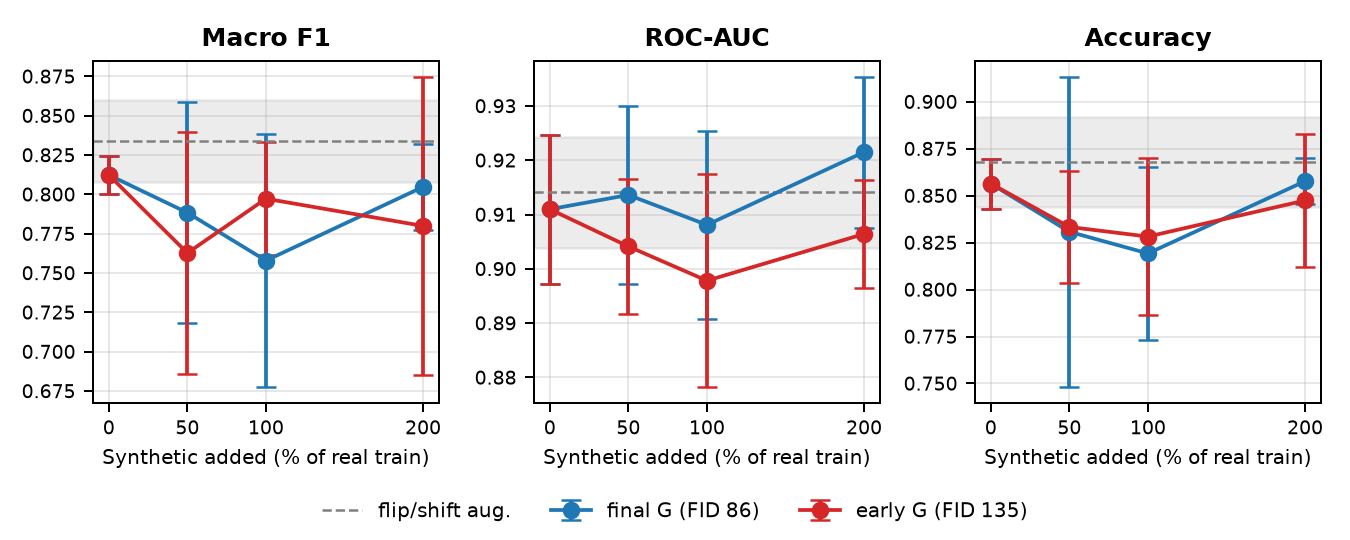 Macro F1
ROC-AUC
Accuracy
0.875
0.850
0.825
0.800
0.775
0.750
0.725
0.700
0.675
0 50 100 200
Synthetic added (% of real train)
0.93
0.92
0.91
0.90
0.89
0.88
0 50 100 200
Synthetic added (% of real train)
0.900
0.875
0.850
0.825
0.800
0.775
0.750
0 50 100 200
Synthetic added (% of real train)
flip/shift aug. final G (FID 86) early G (FID 135)